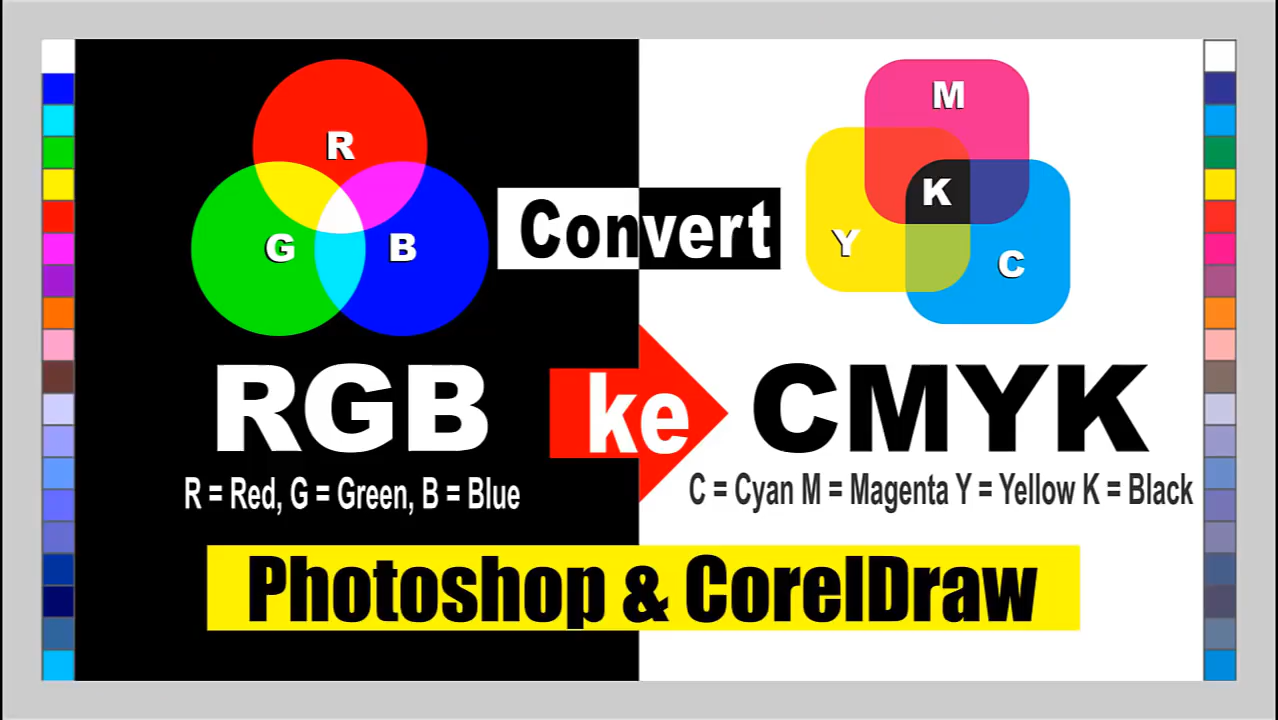 R
G
B
M
K
Y
C
Convert
RGB
ke
CMYK
R = Red, G = Green, B = Blue
C = Cyan M = Magenta Y = Yellow K = Black
Photoshop & CorelDraw